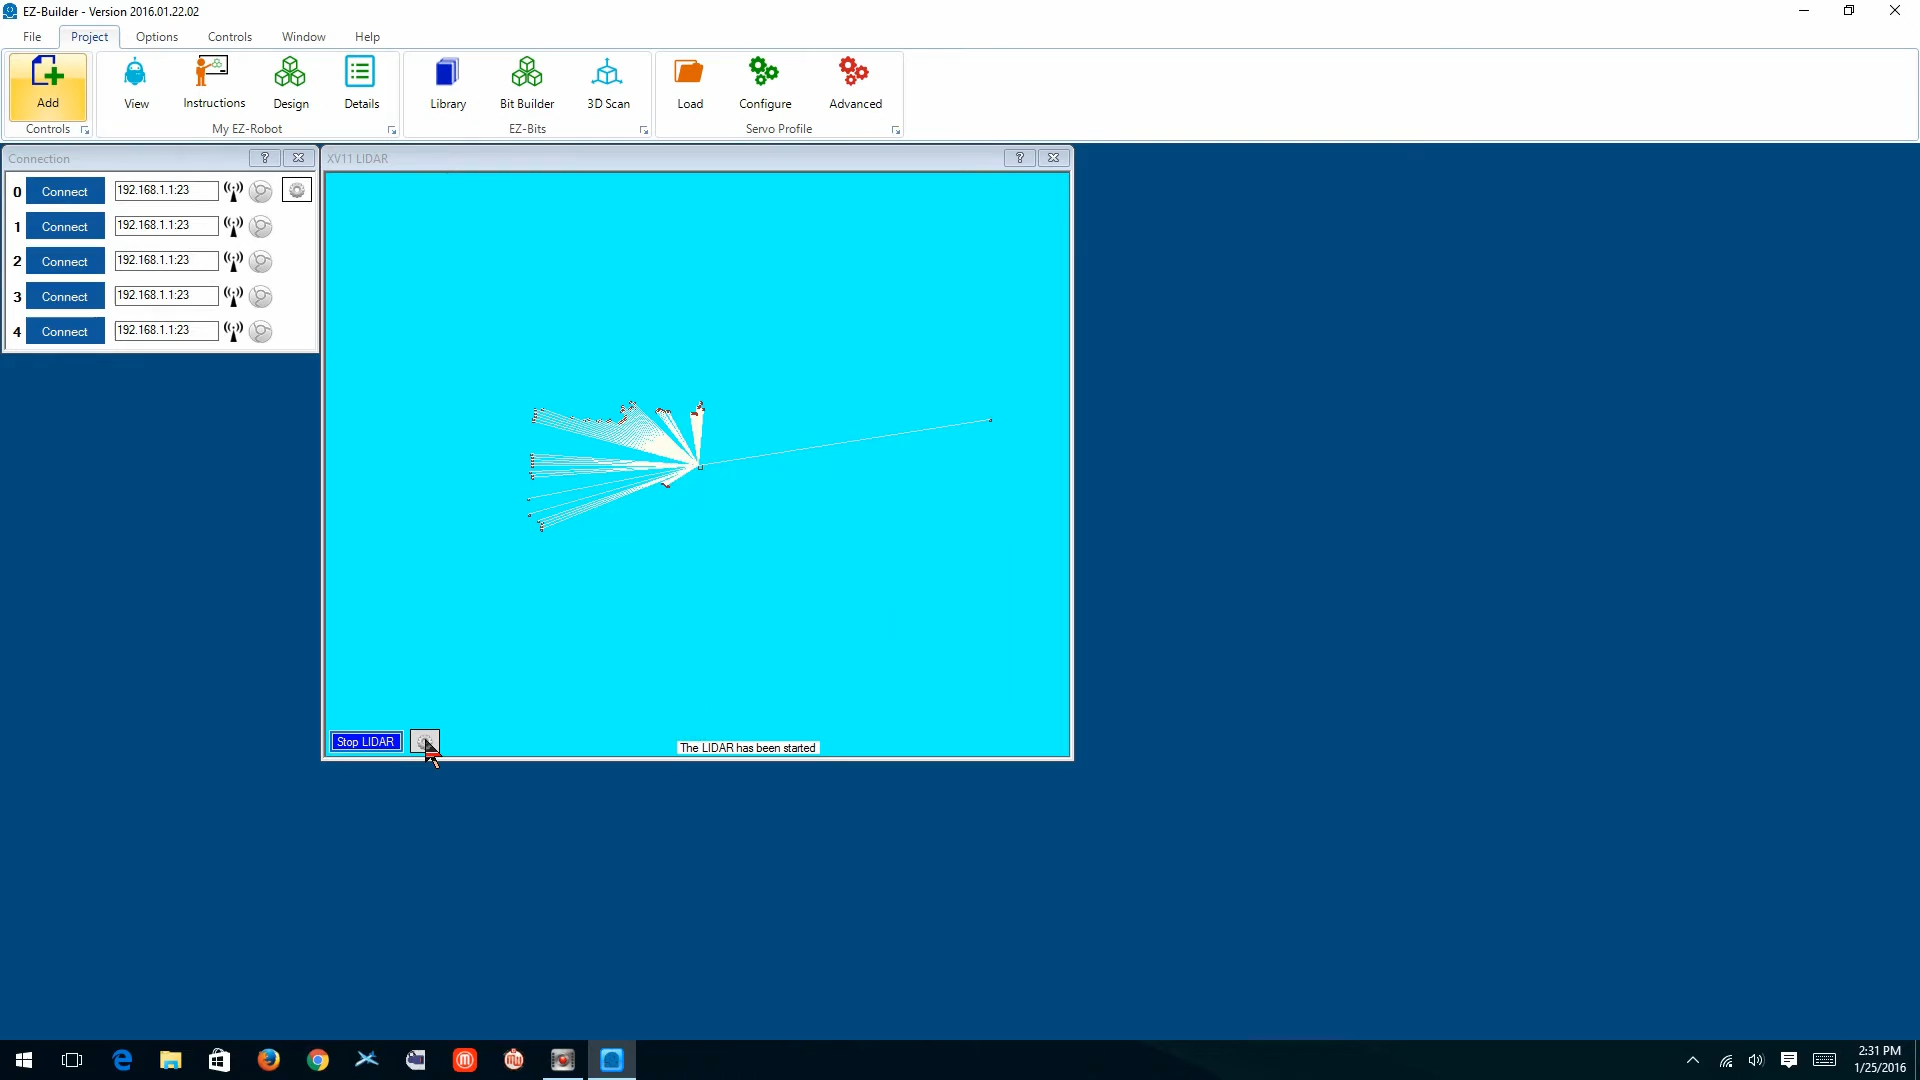 EZ-Builder - Version 2016.01.22.02
File Project Options Controls Window Help
Add View Instructions Design Details Library Bit Builder 3D Scan Load Configure Advanced
Controls My EZ-Robot EZ-Bits Servo Profile
Connection ?
0 Connect 192.168.1.1:23
1 Connect 192.168.1.1:23
2 Connect 192.168.1.1:23
3 Connect 192.168.1.1:23
4 Connect 192.168.1.1:23
XV11 LIDAR ?
Stop LIDAR
The LIDAR has been started
2:31 PM
1/25/2016